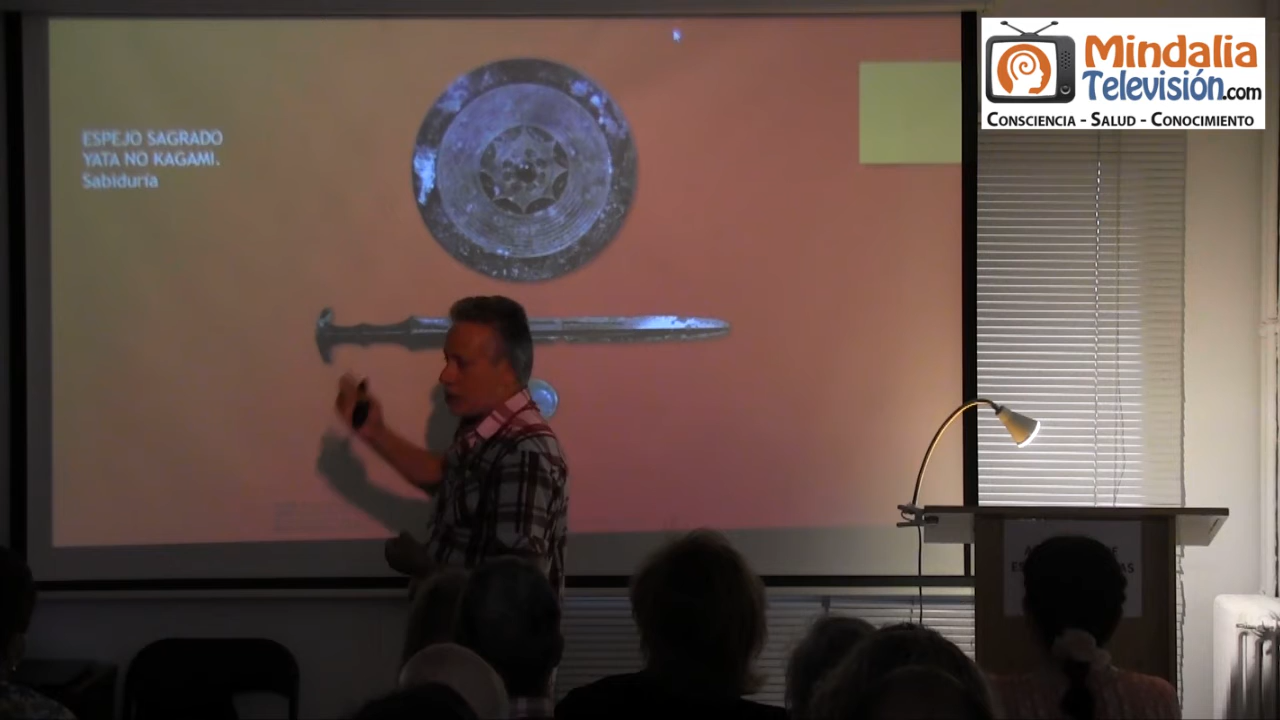 ESPEJO SAGRADO
YATA NO KAGAMI.
Sabiduría
Mindalia
Televisión.com
CONSCIENCIA - SALUD - CONOCIMIENTO